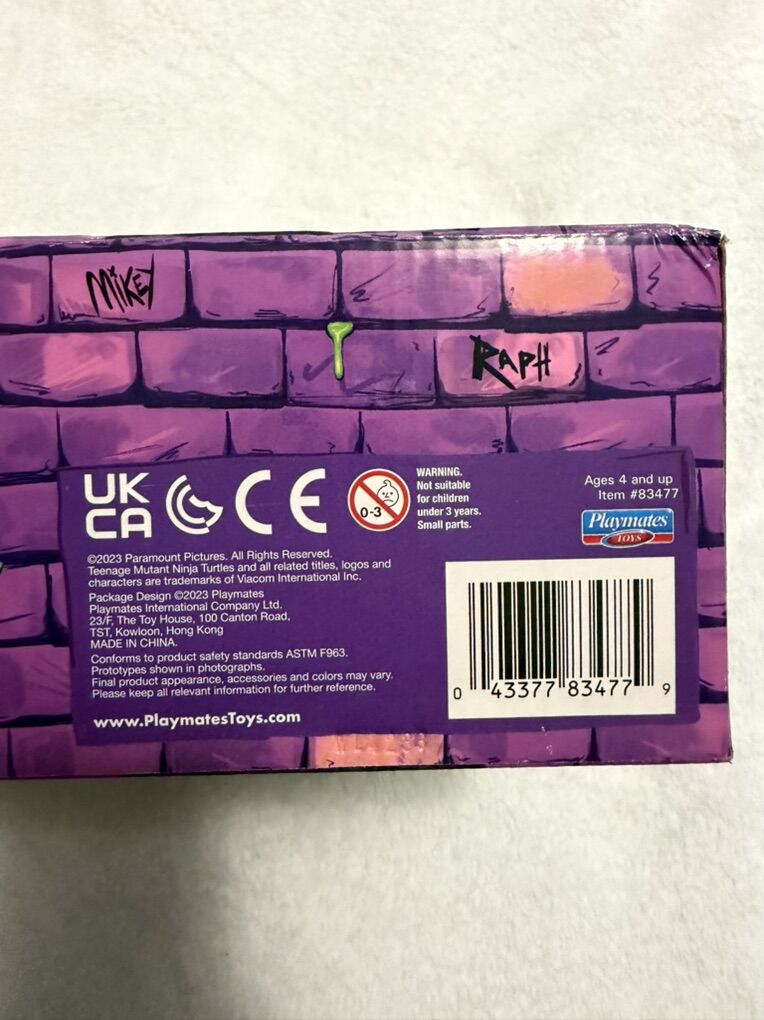 MIKEY
RAPH
UK
CA
CE
0-3
WARNING.
Not suitable
for children
under 3 years.
Small parts.
Ages 4 and up
Item #83477
Playmates
TOYS
©2023 Paramount Pictures. All Rights Reserved.
Teenage Mutant Ninja Turtles and all related titles, logos and
characters are trademarks of Viacom International Inc.
Package Design ©2023 Playmates
Playmates International Company Ltd.
23/F, The Toy House, 100 Canton Road,
TST, Kowloon, Hong Kong
MADE IN CHINA.
Conforms to product safety standards ASTM F963.
Prototypes shown in photographs.
Final product appearance, accessories and colors may vary.
Please keep all relevant information for further reference.
www.PlaymatesToys.com
0 43377 83477 9